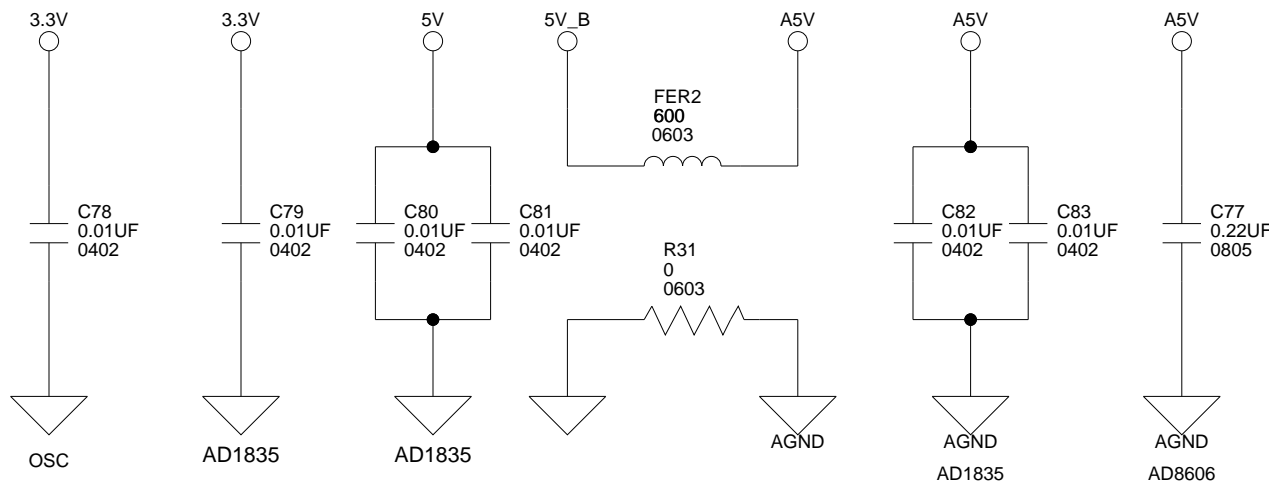 3.3V
3.3V
5V
5V_B
A5V
A5V
A5V
FER2
600
0603
C78
0.01UF
0402
C79
0.01UF
0402
C80
0.01UF
0402
C81
0.01UF
0402
C82
0.01UF
0402
C83
0.01UF
0402
C77
0.22UF
0805
R31
0
0603
OSC
AD1835
AD1835
AGND
AGND
AD1835
AGND
AD8606